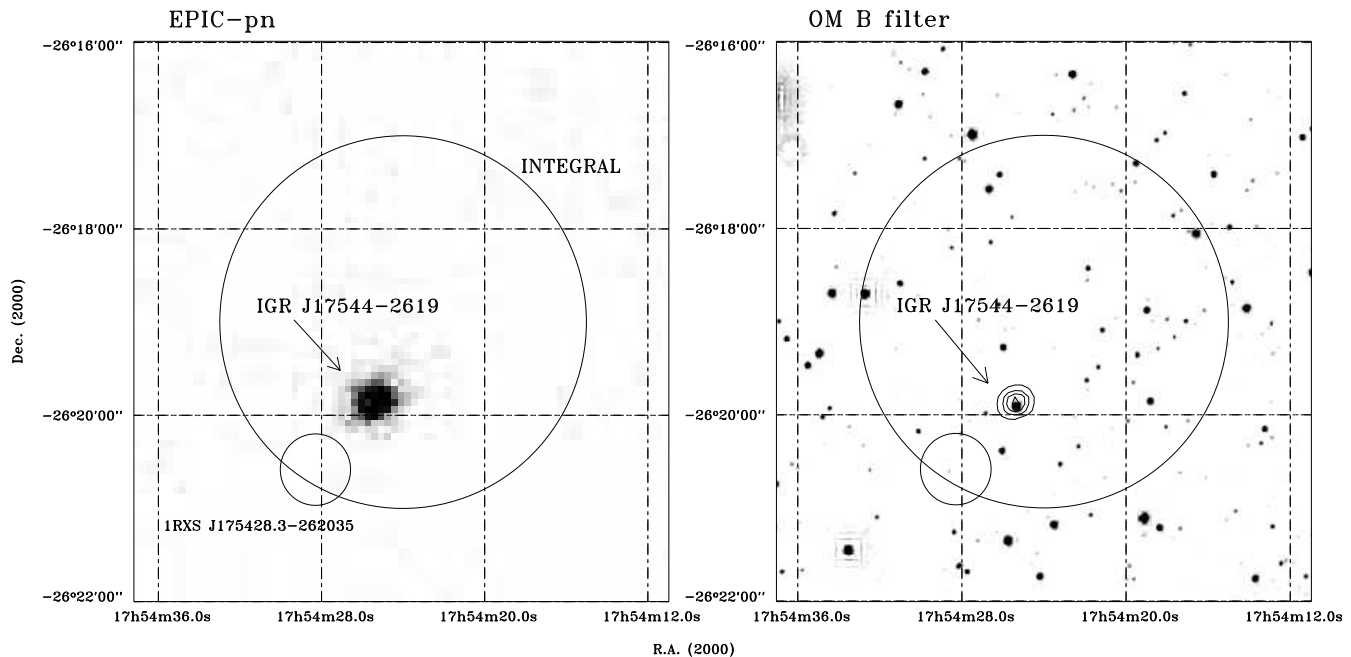 EPIC−pn
OM B filter
−26°16′00″
−26°18′00″
−26°20′00″
−26°22′00″
Dec. (2000)
INTEGRAL
IGR J17544−2619
1RXS J175428.3−262035
17h54m36.0s 17h54m28.0s 17h54m20.0s 17h54m12.0s
−26°16′00″
−26°18′00″
−26°20′00″
−26°22′00″
IGR J17544−2619
17h54m36.0s 17h54m28.0s 17h54m20.0s 17h54m12.0s
R.A. (2000)